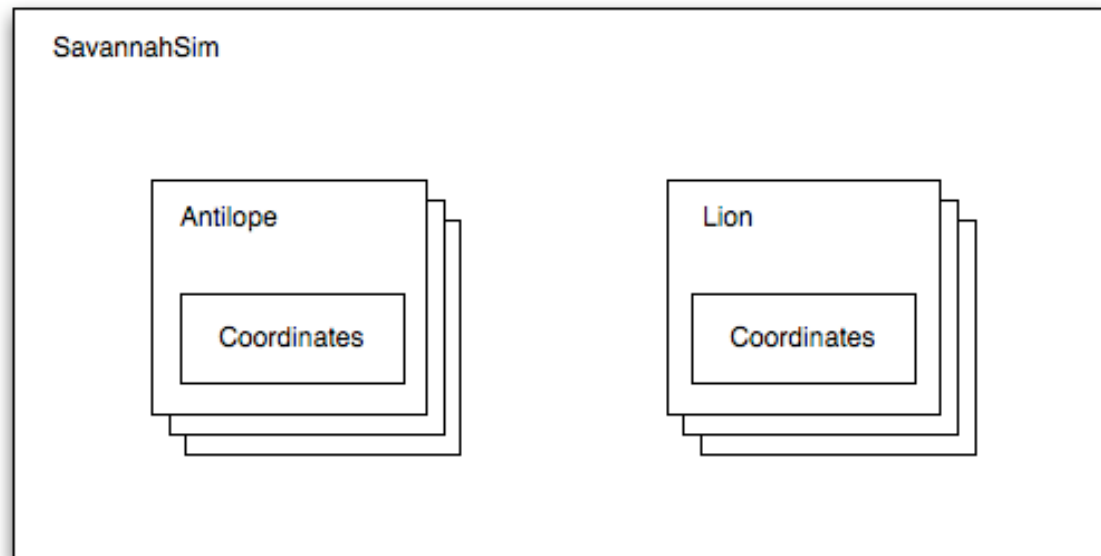 SavannahSim
Antilope
Lion
Coordinates
Coordinates